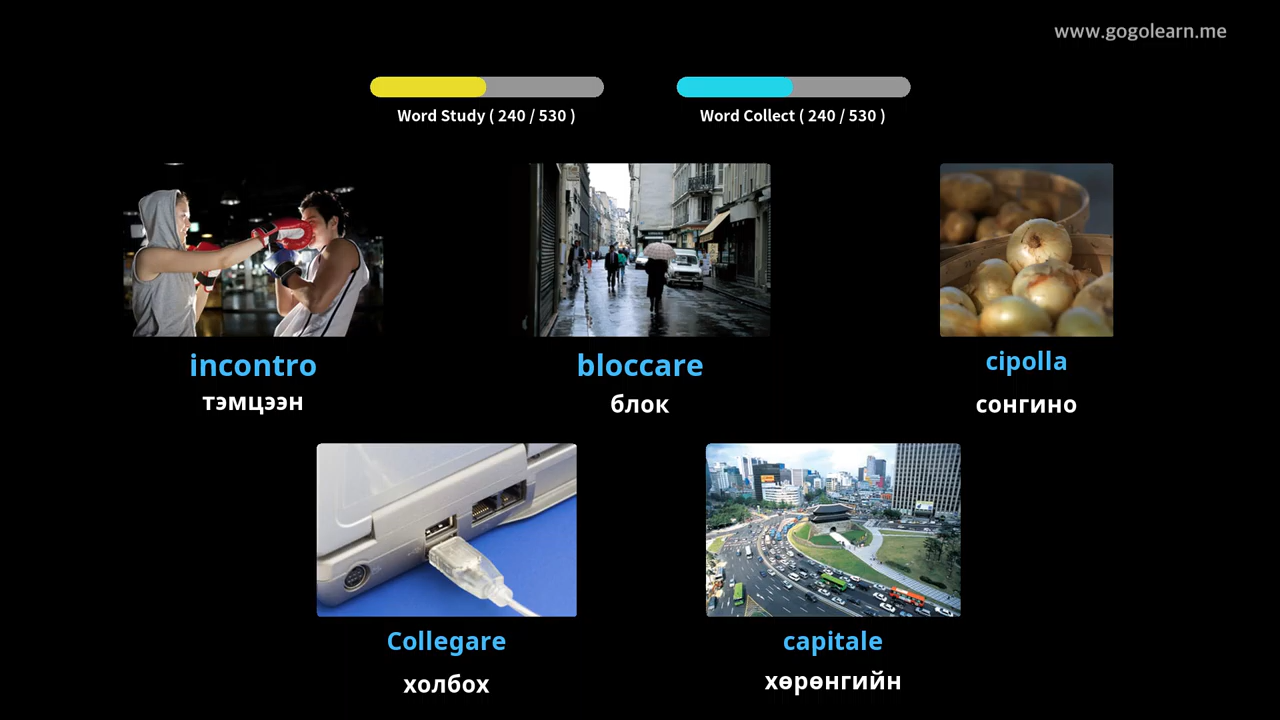 www.gogolearn.me
Word Study ( 240 / 530 )
Word Collect ( 240 / 530 )
incontro
тэмцээн
bloccare
блок
cipolla
сонгино
Collegare
холбох
capitale
хөрөнгийн